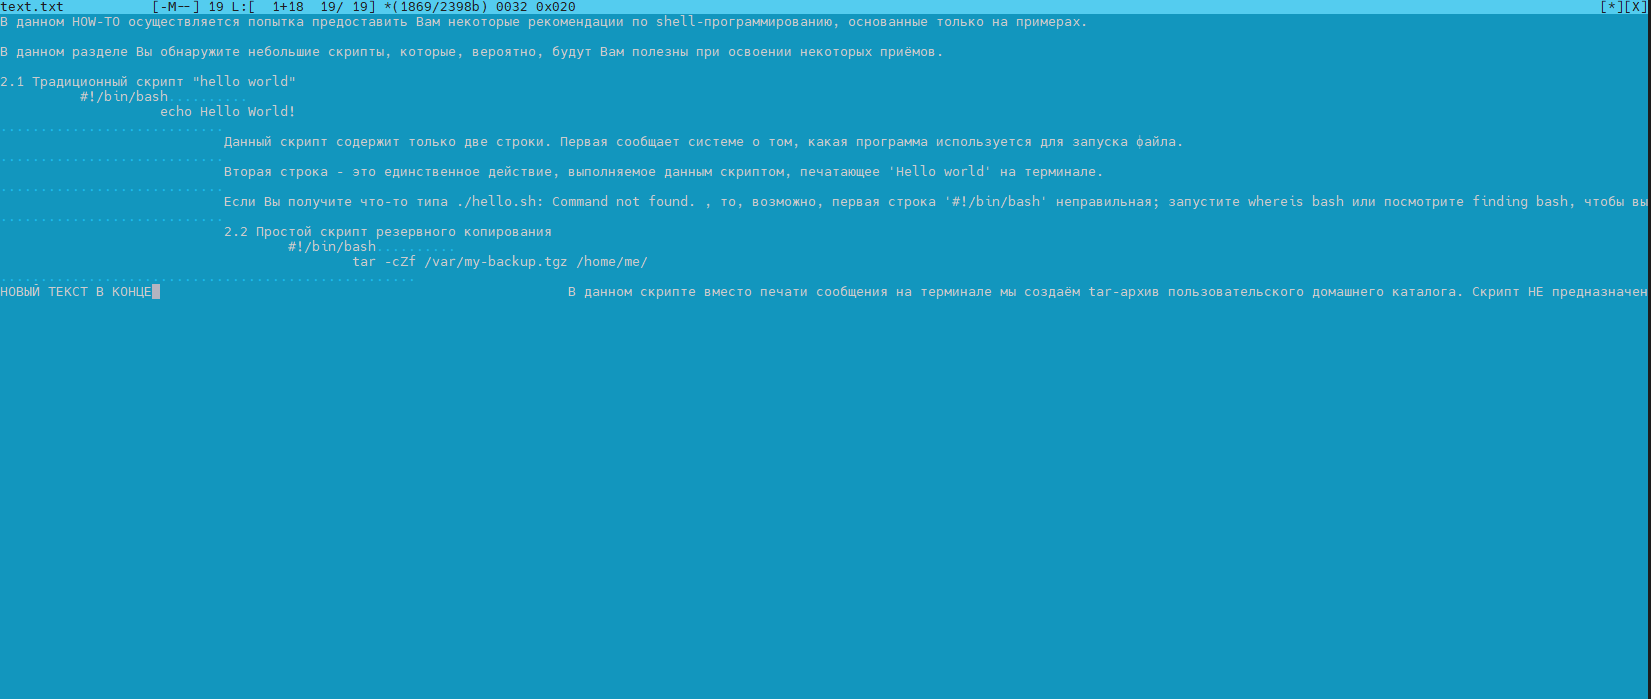 text.txt [-M--] 19 L:[ 1+18 19/ 19] *(1869/2398b) 0032 0x020 [*][X]
В данном HOW-TO осуществляется попытка предоставить Вам некоторые рекомендации по shell-программированию, основанные только на примерах.
В данном разделе Вы обнаружите небольшие скрипты, которые, вероятно, будут Вам полезны при освоении некоторых приёмов.
2.1 Традиционный скрипт "hello world"
#!/bin/bash..........
echo Hello World!
............................
Данный скрипт содержит только две строки. Первая сообщает системе о том, какая программа используется для запуска файла.
............................
Вторая строка - это единственное действие, выполняемое данным скриптом, печатающее 'Hello world' на терминале.
............................
Если Вы получите что-то типа ./hello.sh: Command not found. , то, возможно, первая строка '#!/bin/bash' неправильная; запустите whereis bash или посмотрите finding bash, чтобы вы
............................
2.2 Простой скрипт резервного копирования
#!/bin/bash..........
tar -cZf /var/my-backup.tgz /home/me/
....................................................
НОВЫЙ ТЕКСТ В КОНЦЕ В данном скрипте вместо печати сообщения на терминале мы создаём tar-архив пользовательского домашнего каталога. Скрипт НЕ предназначен